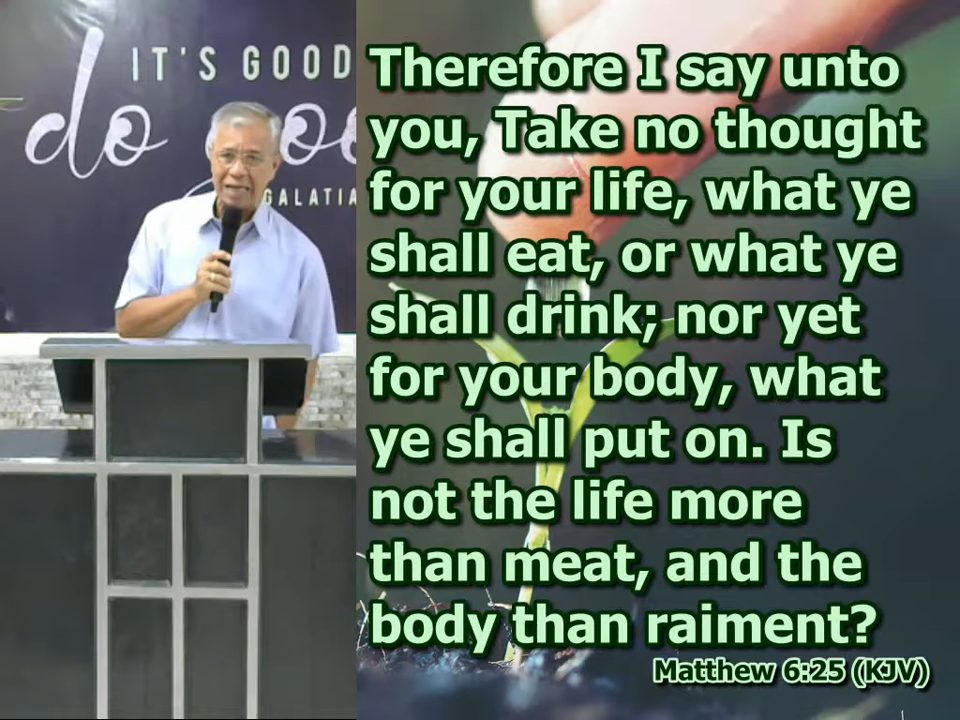 IT'S GOOD
do
GALATIA
Therefore I say unto
you, Take no thought
for your life, what ye
shall eat, or what ye
shall drink; nor yet
for your body, what
ye shall put on. Is
not the life more
than meat, and the
body than raiment?
Matthew 6:25 (KJV)